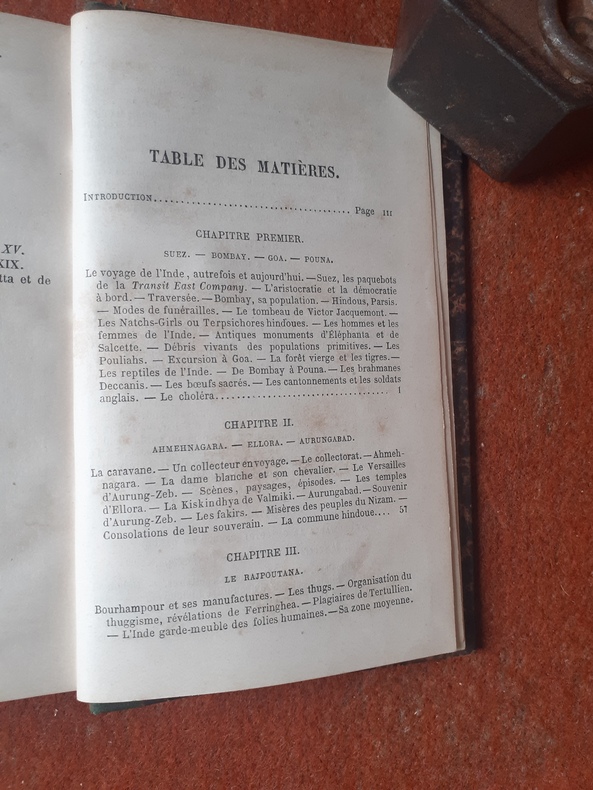 XV.
XIX.
tta et de
TABLE DES MATIÈRES.
INTRODUCTION.................................... Page III
CHAPITRE PREMIER.
SUEZ. — BOMBAY. — GOA. — POUNA.
Le voyage de l'Inde, autrefois et aujourd'hui. — Suez, les paquebots
de la Transit East Company. — L'aristocratie et la démocratie
à bord. — Traversée. — Bombay, sa population. — Hindous, Parsis.
— Modes de funérailles. — Le tombeau de Victor Jacquemont. —
Les Natchs-Girls ou Terpsichores hindoues. — Les hommes et les
femmes de l'Inde. — Antiques monuments d'Éléphanta et de
Salcette. — Débris vivants des populations primitives. — Les
Pouliahs. — Excursion à Goa. — La forêt vierge et les tigres. —
Les reptiles de l'Inde. — De Bombay à Pouna. — Les brahmanes
Deccanis. — Les bœufs sacrés. — Les cantonnements et les soldats
anglais. — Le choléra.................................. 1
CHAPITRE II.
AHMEHNAGARA. — ELLORA. — AURUNGABAD.
La caravane. — Un collecteur en voyage. — Le collectorat. — Ahmeh-
nagara. — La dame blanche et son chevalier. — Le Versailles
d'Aurung-Zeb. — Scènes, paysages, épisodes. — Les temples
d'Ellora. — La Kiskindhya de Valmiki. — Aurungabad. — Souvenir
d'Aurung-Zeb. — Les fakirs. — Misères des peuples du Nizam. —
Consolations de leur souverain. — La commune hindoue.... 57
CHAPITRE III.
LE RAJPOUTANA.
Bourhampour et ses manufactures. — Les thugs. — Organisation du
thuggisme, révélations de Ferringhea. — Plagiaires de Tertullien.
— L'Inde garde-meuble des folies humaines. — Sa zone moyenne.